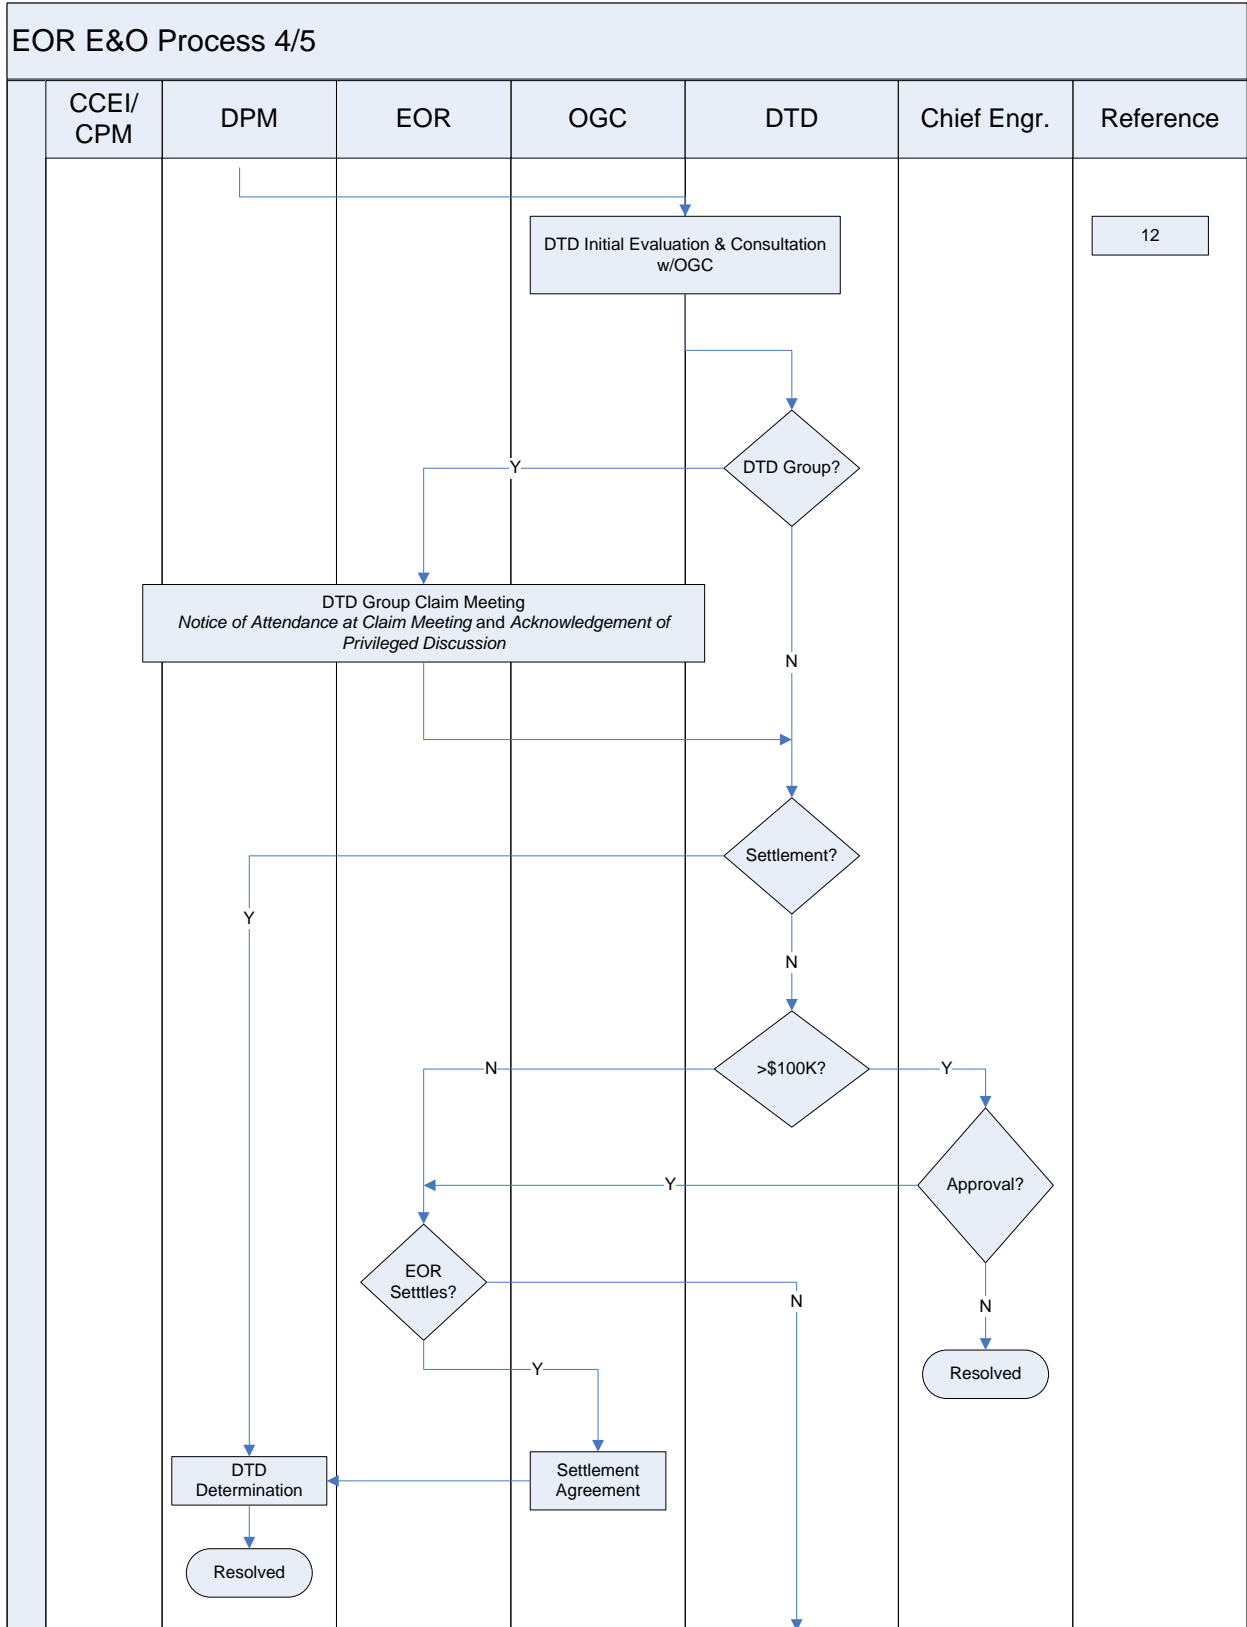 EOR E&O Process 4/5
CCEI/
CPM
DPM
EOR
OGC
DTD
Chief Engr.
Reference
DTD Initial Evaluation & Consultation
w/OGC
12
DTD Group?
Y
DTD Group Claim Meeting
Notice of Attendance at Claim Meeting and Acknowledgement of
Privileged Discussion
N
Settlement?
Y
N
>$100K?
N
Y
Approval?
Y
EOR
Setttles?
N
N
Resolved
Y
DTD
Determination
Settlement
Agreement
Resolved